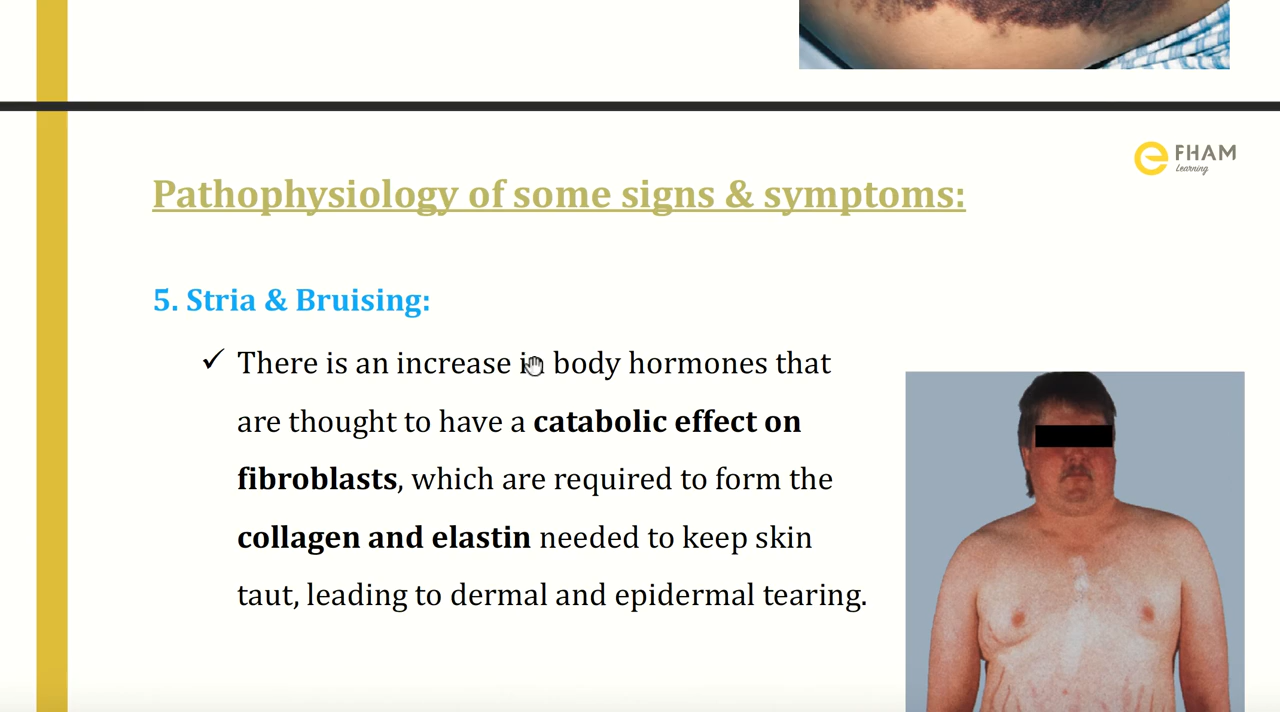 FHAM
Learning
Pathophysiology of some signs & symptoms:
5. Stria & Bruising:
✓ There is an increase in body hormones that
are thought to have a catabolic effect on
fibroblasts, which are required to form the
collagen and elastin needed to keep skin
taut, leading to dermal and epidermal tearing.